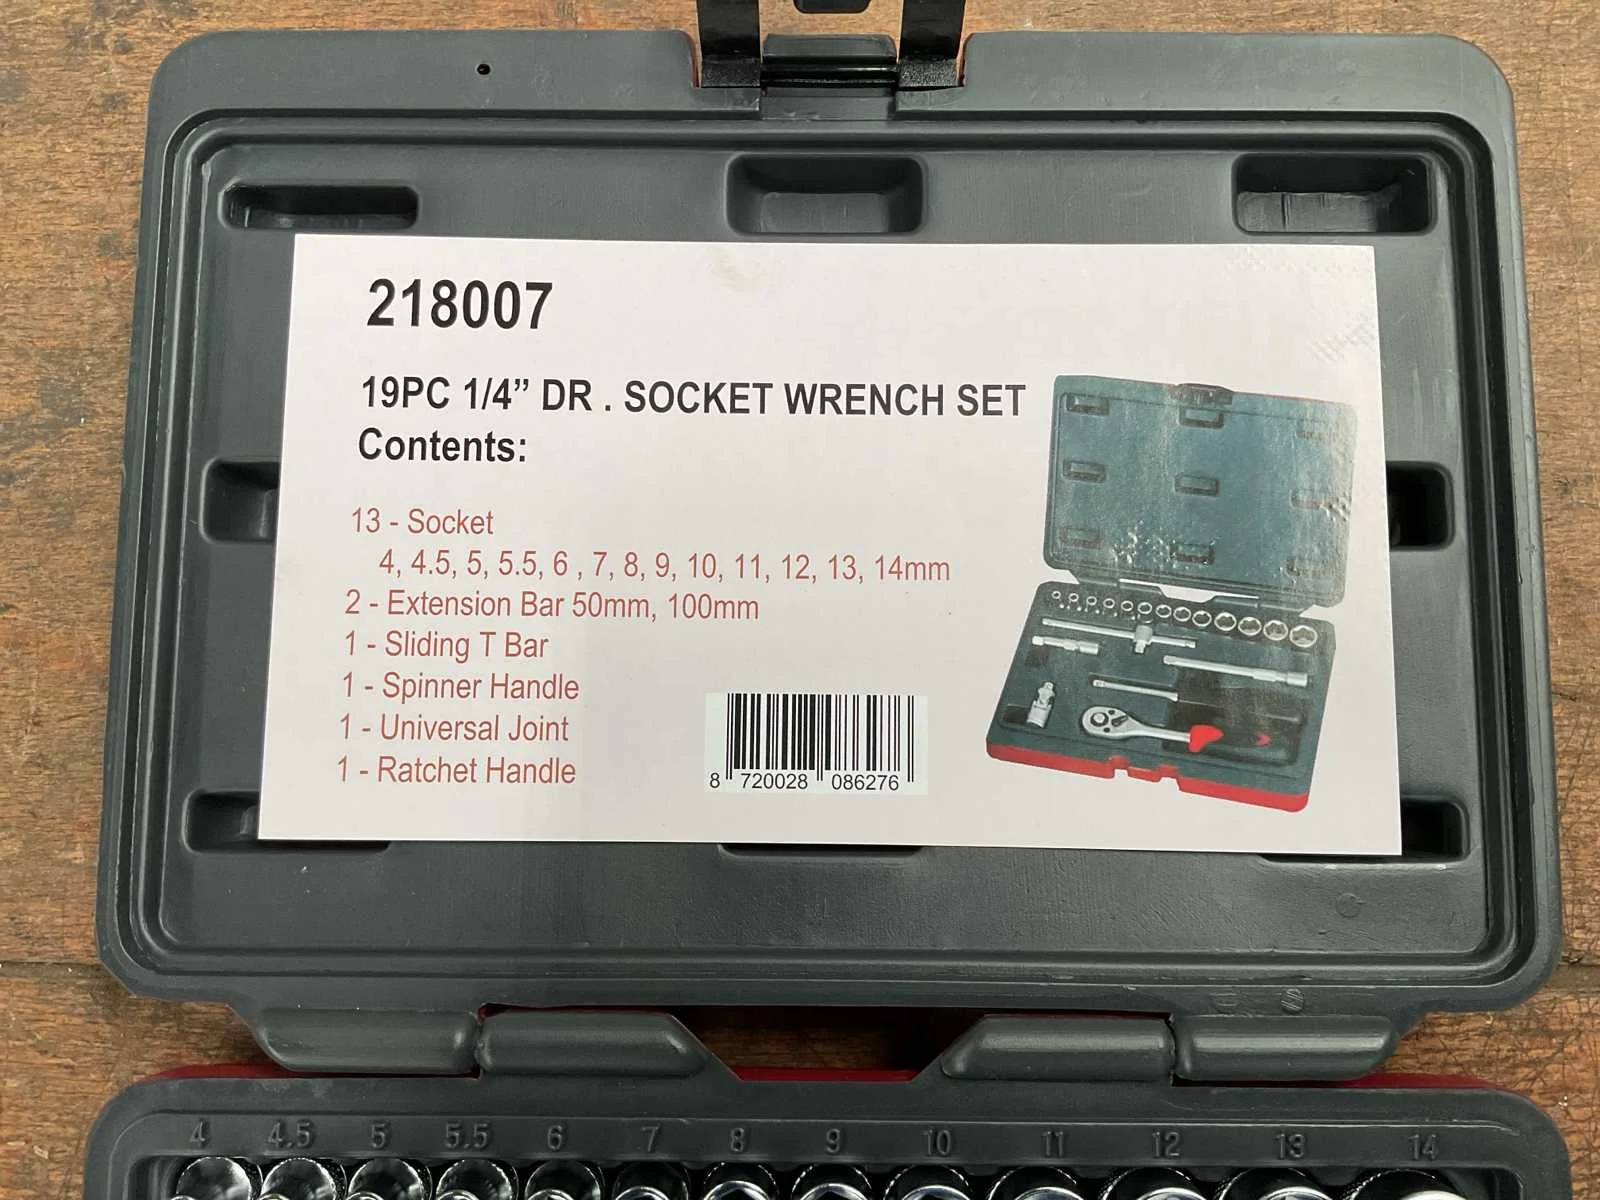 218007
19PC 1/4” DR . SOCKET WRENCH SET
Contents:
13 - Socket
4, 4.5, 5, 5.5, 6 , 7, 8, 9, 10, 11, 12, 13, 14mm
2 - Extension Bar 50mm, 100mm
1 - Sliding T Bar
1 - Spinner Handle
1 - Universal Joint
1 - Ratchet Handle
8 720028 086276
4 4.5 5 5.5 6 7 8 9 10 11 12 13 14